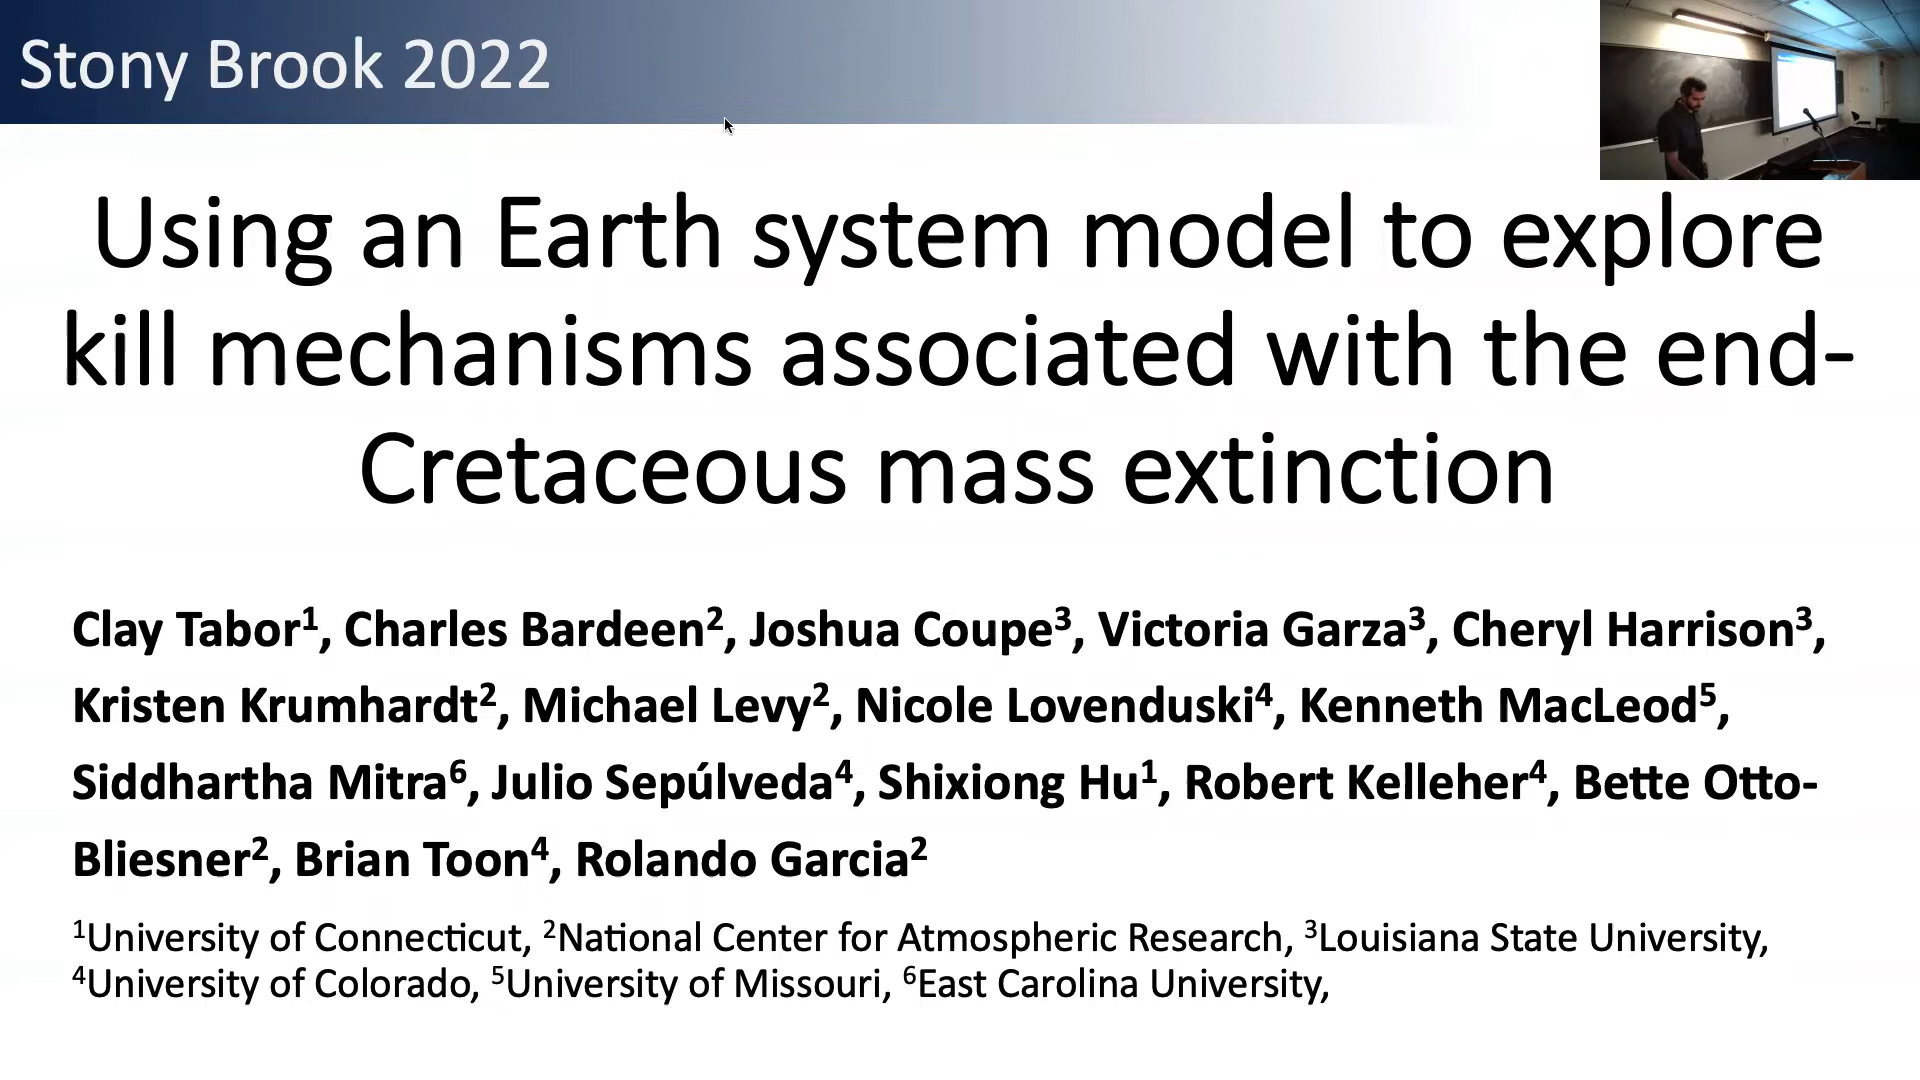 Stony Brook 2022
Using an Earth system model to explore
kill mechanisms associated with the end-
Cretaceous mass extinction
Clay Tabor¹, Charles Bardeen², Joshua Coupe³, Victoria Garza³, Cheryl Harrison³,
Kristen Krumhardt², Michael Levy², Nicole Lovenduski⁴, Kenneth MacLeod⁵,
Siddhartha Mitra⁶, Julio Sepúlveda⁴, Shixiong Hu¹, Robert Kelleher⁴, Bette Otto-
Bliesner², Brian Toon⁴, Rolando Garcia²
¹University of Connecticut, ²National Center for Atmospheric Research, ³Louisiana State University,
⁴University of Colorado, ⁵University of Missouri, ⁶East Carolina University,